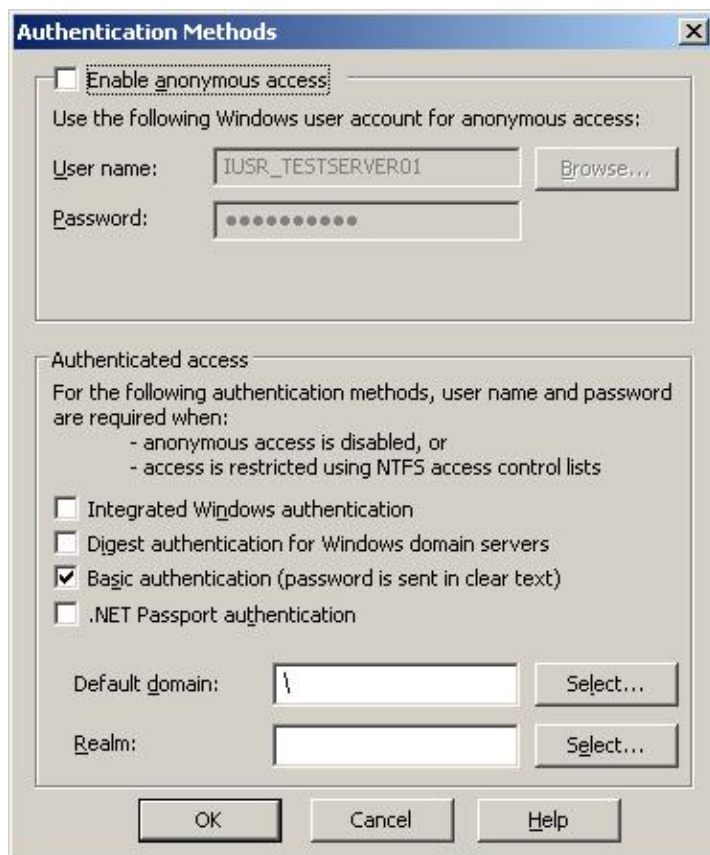 Authentication Methods
Enable anonymous access
Use the following Windows user account for anonymous access:
User name:
IUSR_TESTSERVER01
Browse...
Password:
●●●●●●●●●●
Authenticated access
For the following authentication methods, user name and password
are required when:
- anonymous access is disabled, or
- access is restricted using NTFS access control lists
Integrated Windows authentication
Digest authentication for Windows domain servers
Basic authentication (password is sent in clear text)
.NET Passport authentication
Default domain:
\
Select...
Realm:
Select...
OK
Cancel
Help